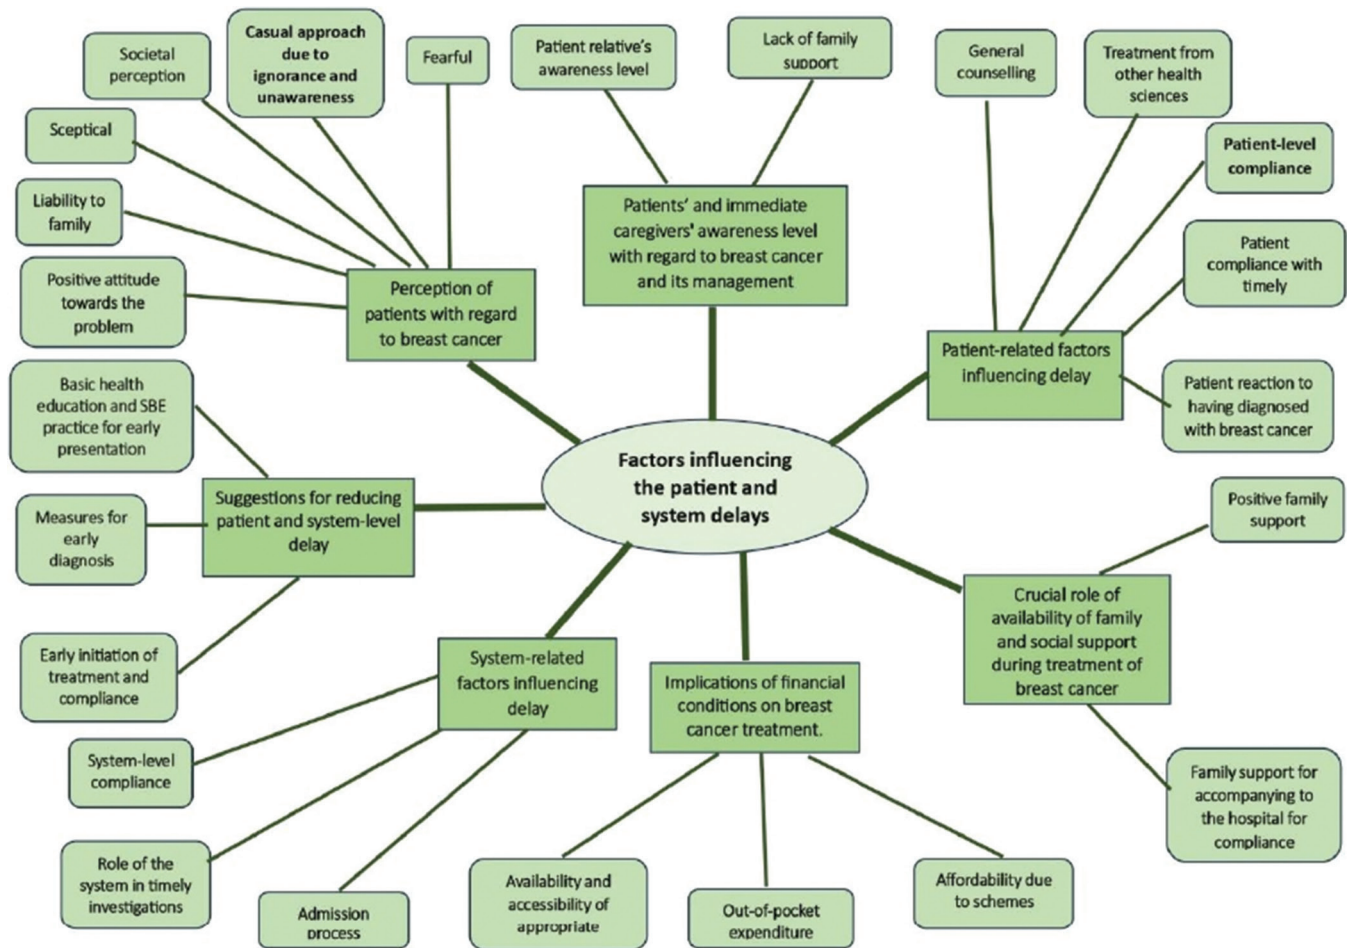 Societal
perception
Casual approach
due to
ignorance and
unawareness
Fearful
Sceptical
Liability to
family
Positive attitude
towards the
problem
Perception of
patients with regard
to breast cancer
Patient relative's
awareness level
Lack of family
support
Patients' and immediate
caregivers' awareness level
with regard to breast cancer
and its management
General
counselling
Treatment from
other health
sciences
Patient-level
compliance
Patient
compliance with
timely
Patient reaction to
having diagnosed
with breast cancer
Patient-related factors
influencing delay
Factors influencing
the patient and
system delays
Basic health
education and SBE
practice for early
presentation
Measures for
early
diagnosis
Early initiation of
treatment and
compliance
Suggestions for reducing
patient and system-level
delay
Positive family
support
Crucial role of
availability of family
and social support
during treatment of
breast cancer
Family support for
accompanying to
the hospital for
compliance
System-related
factors influencing
delay
System-level
compliance
Role of the
system in timely
investigations
Admission
process
Implications of financial
conditions on breast
cancer treatment.
Availability and
accessibility of
appropriate
Out-of-pocket
expenditure
Affordability due
to schemes